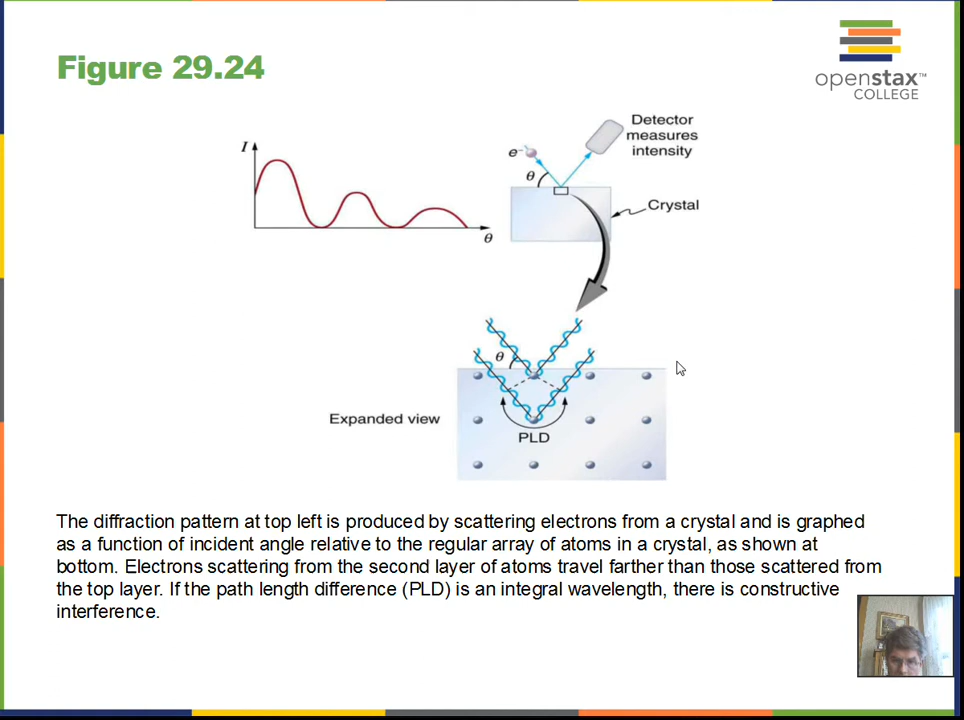 Figure 29.24
openstax™
COLLEGE
I
θ
e⁻
θ
Detector
measures
intensity
Crystal
θ
Expanded view
PLD
The diffraction pattern at top left is produced by scattering electrons from a crystal and is graphed
as a function of incident angle relative to the regular array of atoms in a crystal, as shown at
bottom. Electrons scattering from the second layer of atoms travel farther than those scattered from
the top layer. If the path length difference (PLD) is an integral wavelength, there is constructive
interference.